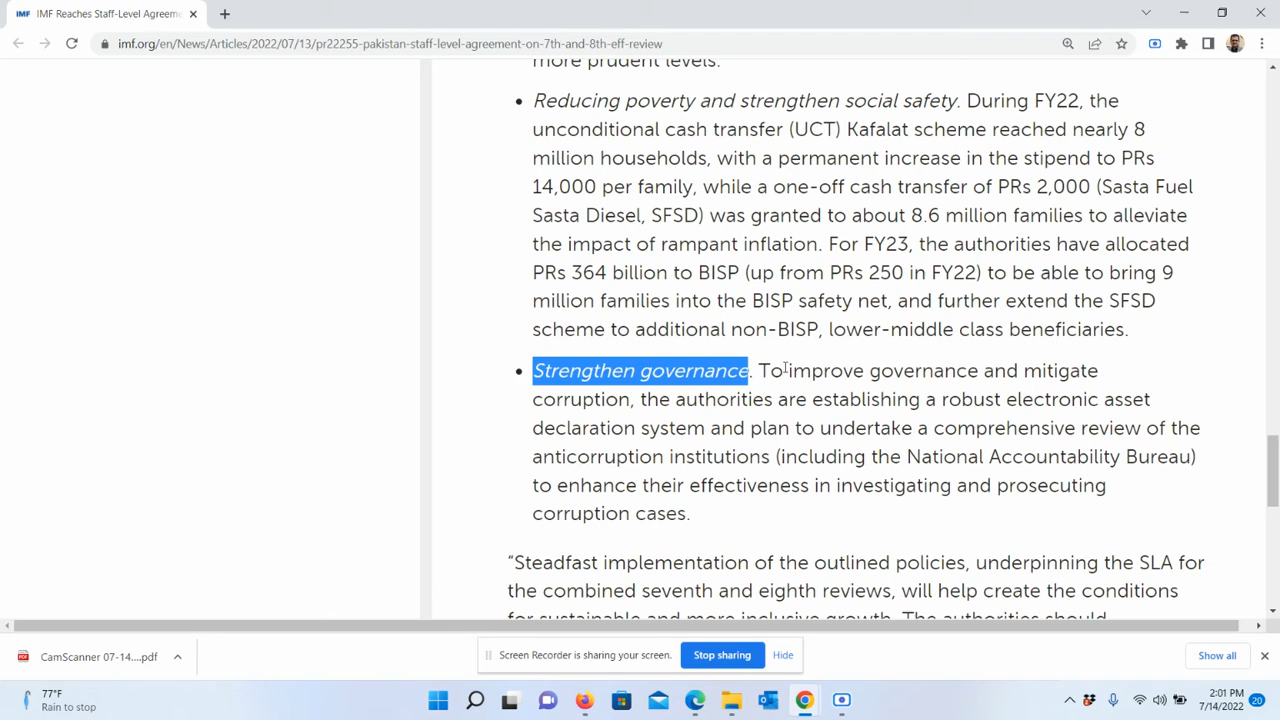 IMF Reaches Staff-Level Agreeme
imf.org/en/News/Articles/2022/07/13/pr22255-pakistan-staff-level-agreement-on-7th-and-8th-eff-review
more prudent levels.
• Reducing poverty and strengthen social safety. During FY22, the
unconditional cash transfer (UCT) Kafalat scheme reached nearly 8
million households, with a permanent increase in the stipend to PRs
14,000 per family, while a one-off cash transfer of PRs 2,000 (Sasta Fuel
Sasta Diesel, SFSD) was granted to about 8.6 million families to alleviate
the impact of rampant inflation. For FY23, the authorities have allocated
PRs 364 billion to BISP (up from PRs 250 in FY22) to be able to bring 9
million families into the BISP safety net, and further extend the SFSD
scheme to additional non-BISP, lower-middle class beneficiaries.
• Strengthen governance. To improve governance and mitigate
corruption, the authorities are establishing a robust electronic asset
declaration system and plan to undertake a comprehensive review of the
anticorruption institutions (including the National Accountability Bureau)
to enhance their effectiveness in investigating and prosecuting
corruption cases.
“Steadfast implementation of the outlined policies, underpinning the SLA for
the combined seventh and eighth reviews, will help create the conditions
for sustainable and more inclusive growth. The authorities should
CamScanner 07-14....pdf
Screen Recorder is sharing your screen.
Stop sharing
Hide
Show all
77°F
Rain to stop
2:01 PM
7/14/2022
20